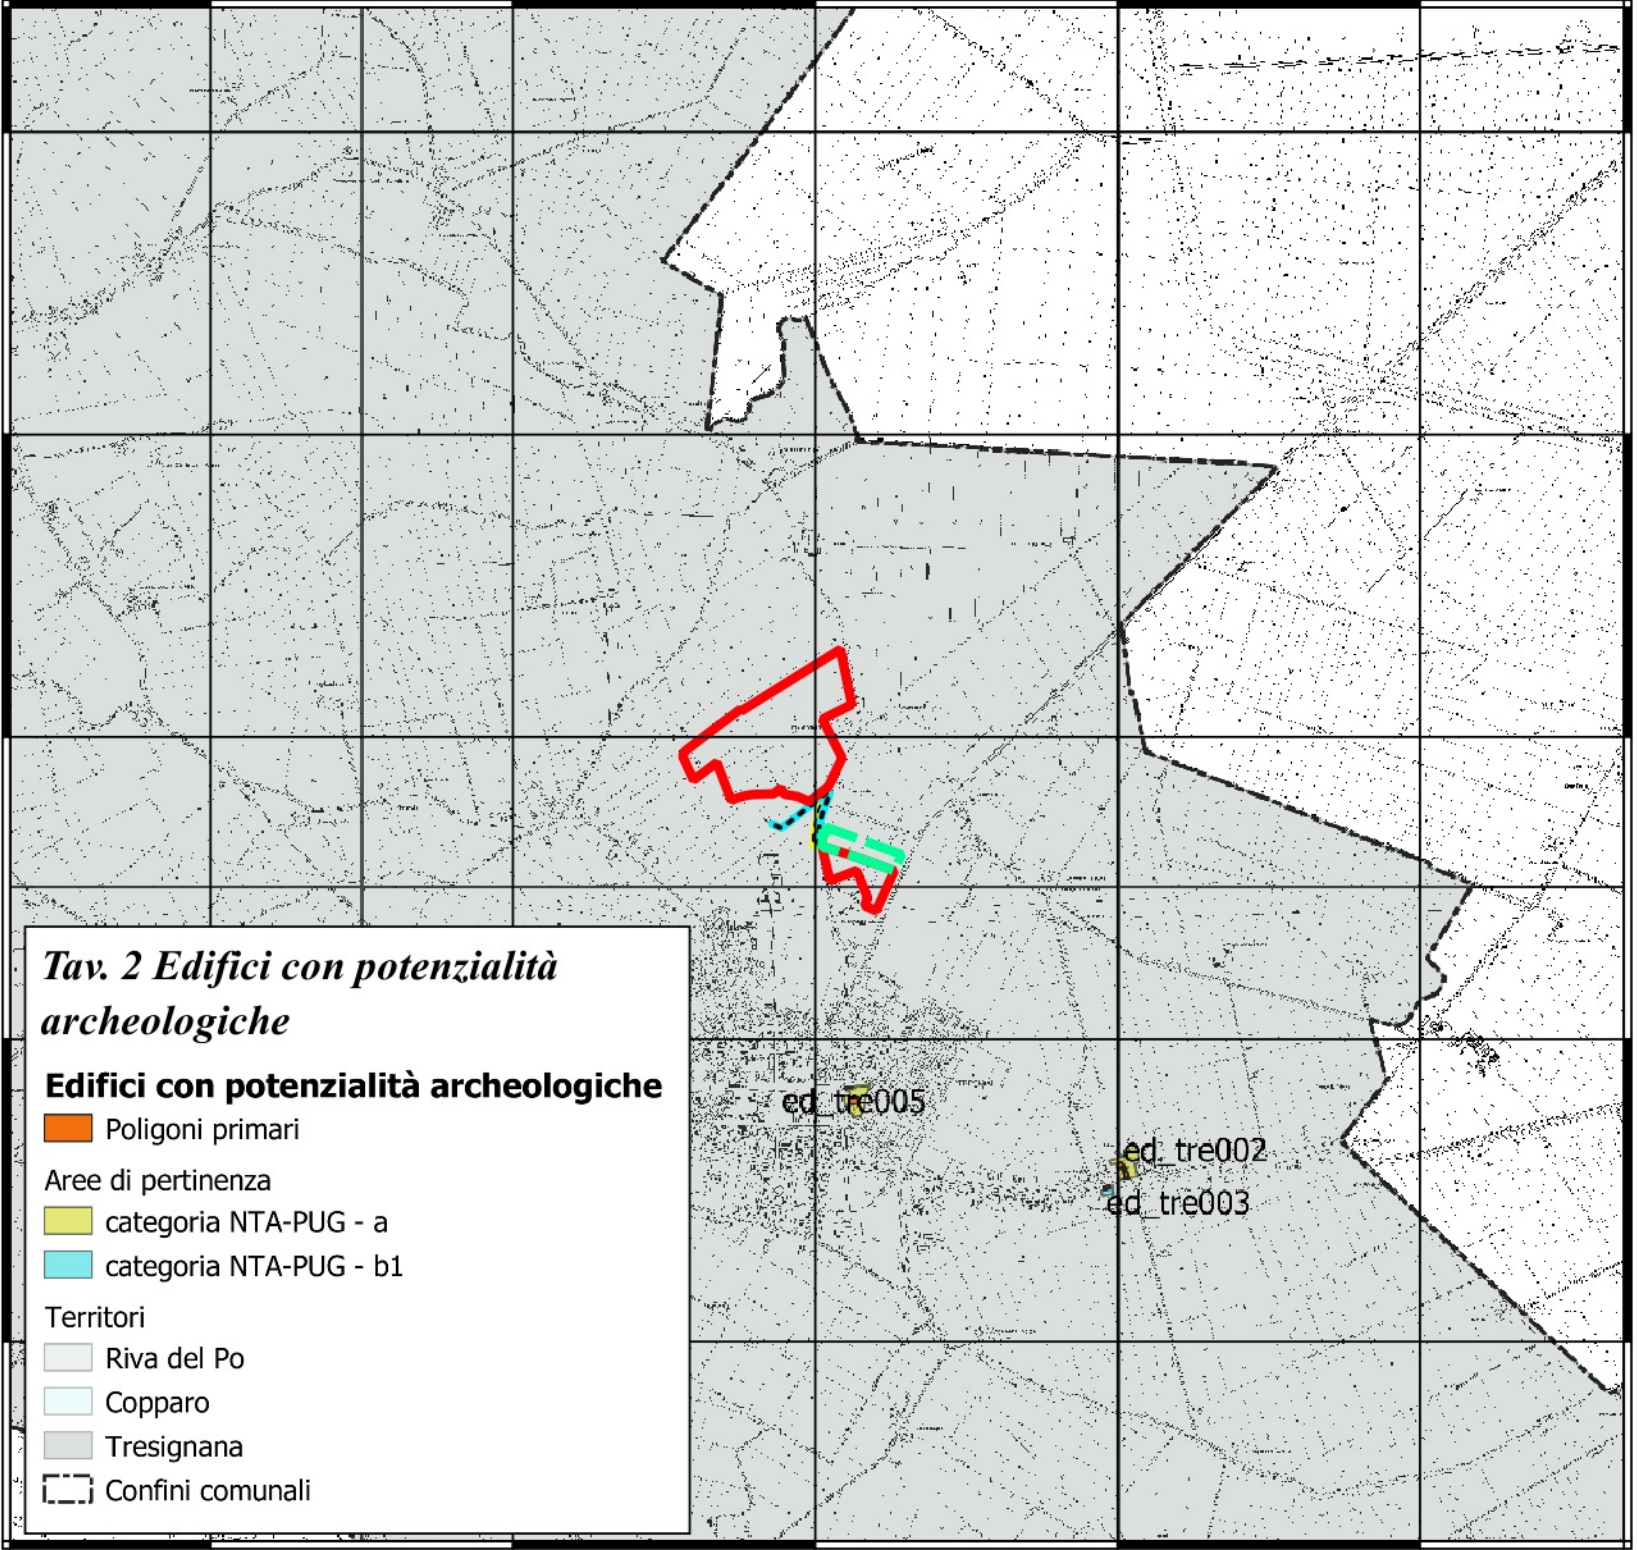 ed_tre005
ed_tre002
ed_tre003
Tav. 2 Edifici con potenzialità
archeologiche
Edifici con potenzialità archeologiche
Poligoni primari
Aree di pertinenza
categoria NTA-PUG - a
categoria NTA-PUG - b1
Territori
Riva del Po
Copparo
Tresignana
Confini comunali